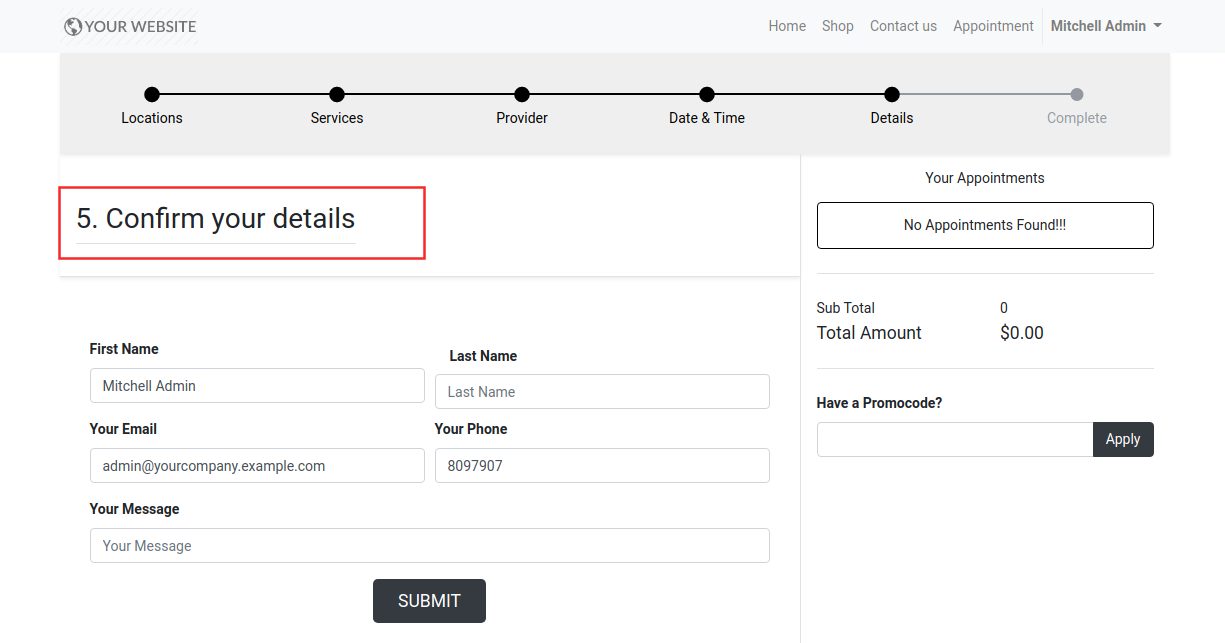 YOUR WEBSITE
Home Shop Contact us Appointment Mitchell Admin
Locations Services Provider Date & Time Details Complete
5. Confirm your details
First Name
Mitchell Admin
Last Name
Last Name
Your Email
admin@yourcompany.example.com
Your Phone
8097907
Your Message
Your Message
SUBMIT
Your Appointments
No Appointments Found!!!
Sub Total 0
Total Amount $0.00
Have a Promocode?
Apply